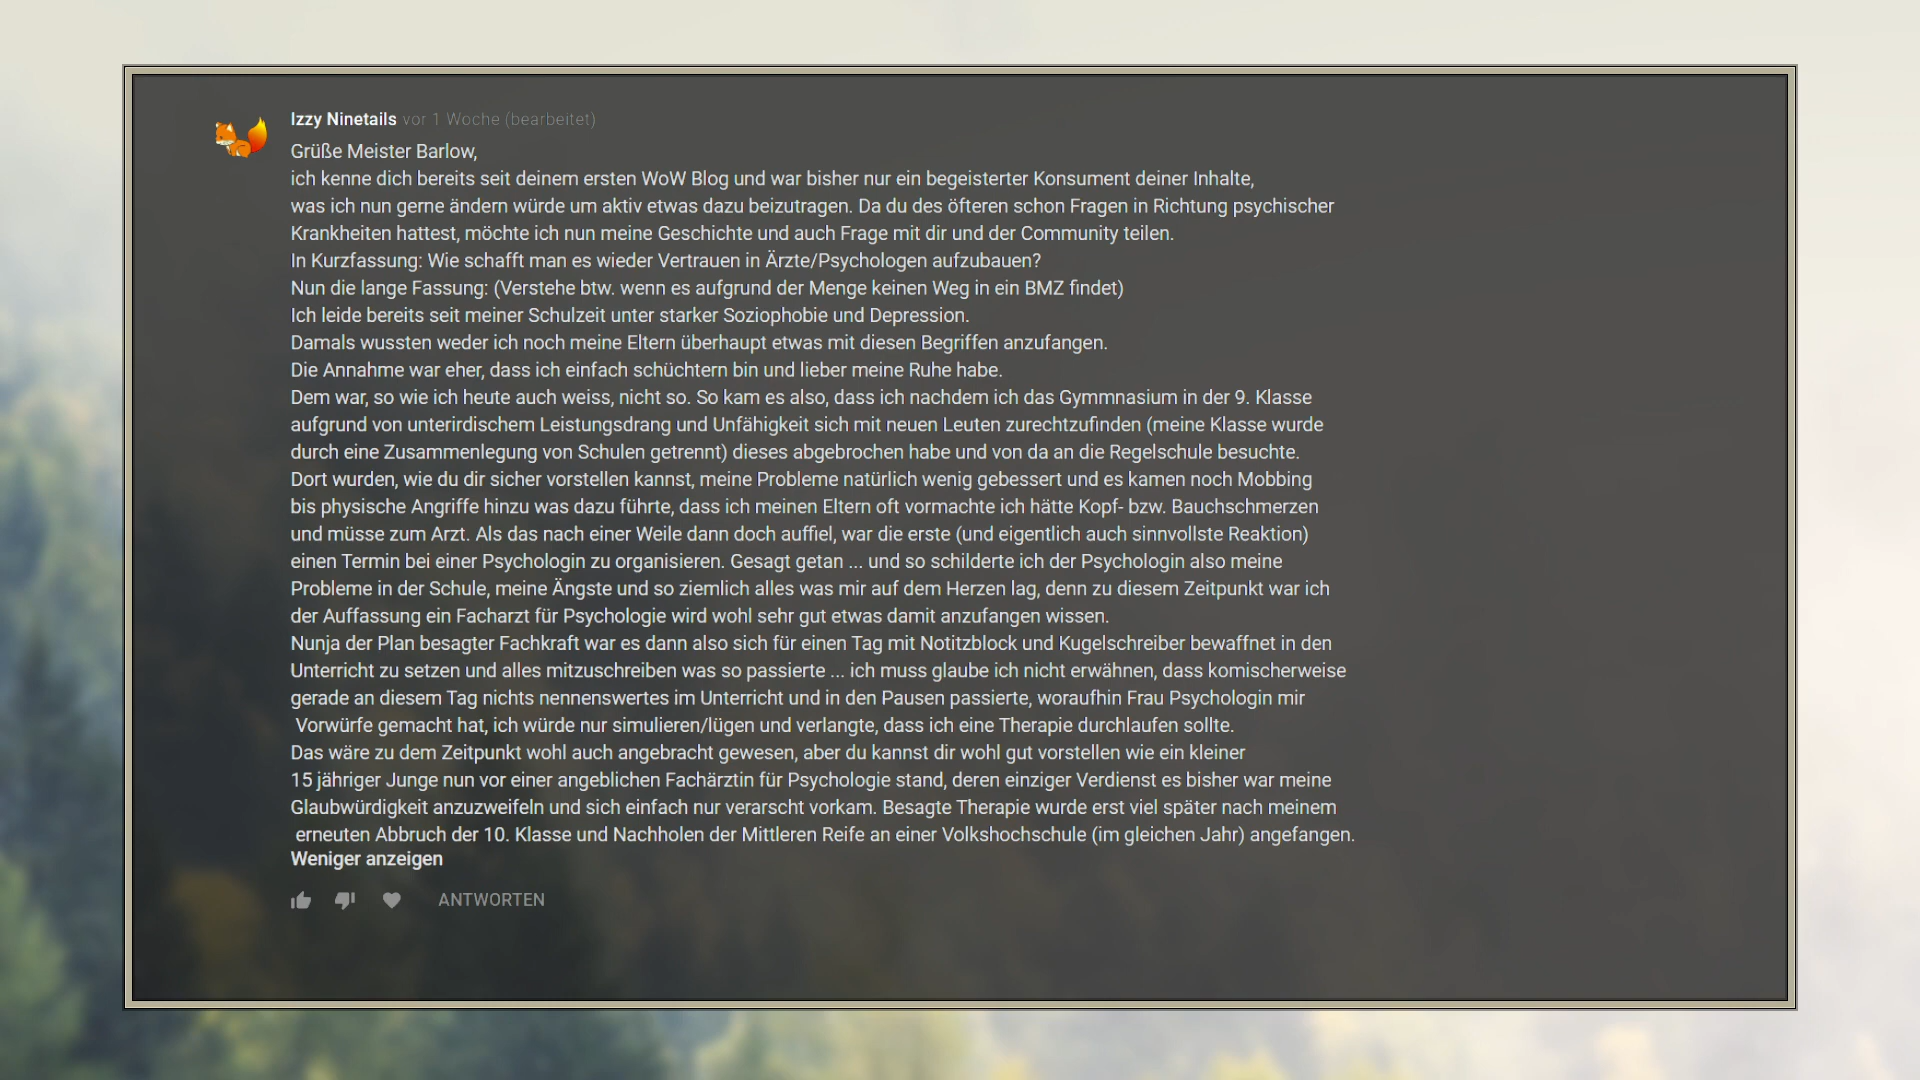 Izzy Ninetails vor 1 Woche (bearbeitet)
Grüße Meister Barlow,
ich kenne dich bereits seit deinem ersten WoW Blog und war bisher nur ein begeisterter Konsument deiner Inhalte,
was ich nun gerne ändern würde um aktiv etwas dazu beizutragen. Da du des öfteren schon Fragen in Richtung psychischer
Krankheiten hattest, möchte ich nun meine Geschichte und auch Frage mit dir und der Community teilen.
In Kurzfassung: Wie schafft man es wieder Vertrauen in Ärzte/Psychologen aufzubauen?
Nun die lange Fassung: (Verstehe btw. wenn es aufgrund der Menge keinen Weg in ein BMZ findet)
Ich leide bereits seit meiner Schulzeit unter starker Soziophobie und Depression.
Damals wussten weder ich noch meine Eltern überhaupt etwas mit diesen Begriffen anzufangen.
Die Annahme war eher, dass ich einfach schüchtern bin und lieber meine Ruhe habe.
Dem war, so wie ich heute auch weiss, nicht so. So kam es also, dass ich nachdem ich das Gymmnasium in der 9. Klasse
aufgrund von unterirdischem Leistungsdrang und Unfähigkeit sich mit neuen Leuten zurechtzufinden (meine Klasse wurde
durch eine Zusammenlegung von Schulen getrennt) dieses abgebrochen habe und von da an die Regelschule besuchte.
Dort wurden, wie du dir sicher vorstellen kannst, meine Probleme natürlich wenig gebessert und es kamen noch Mobbing
bis physische Angriffe hinzu was dazu führte, dass ich meinen Eltern oft vormachte ich hätte Kopf- bzw. Bauchschmerzen
und müsse zum Arzt. Als das nach einer Weile dann doch auffiel, war die erste (und eigentlich auch sinnvollste Reaktion)
einen Termin bei einer Psychologin zu organisieren. Gesagt getan ... und so schilderte ich der Psychologin also meine
Probleme in der Schule, meine Ängste und so ziemlich alles was mir auf dem Herzen lag, denn zu diesem Zeitpunkt war ich
der Auffassung ein Facharzt für Psychologie wird wohl sehr gut etwas damit anzufangen wissen.
Nunja der Plan besagter Fachkraft war es dann also sich für einen Tag mit Notitzblock und Kugelschreiber bewaffnet in den
Unterricht zu setzen und alles mitzuschreiben was so passierte ... ich muss glaube ich nicht erwähnen, dass komischerweise
gerade an diesem Tag nichts nennenswertes im Unterricht und in den Pausen passierte, woraufhin Frau Psychologin mir
Vorwürfe gemacht hat, ich würde nur simulieren/lügen und verlangte, dass ich eine Therapie durchlaufen sollte.
Das wäre zu dem Zeitpunkt wohl auch angebracht gewesen, aber du kannst dir wohl gut vorstellen wie ein kleiner
15 jähriger Junge nun vor einer angeblichen Fachärztin für Psychologie stand, deren einziger Verdienst es bisher war meine
Glaubwürdigkeit anzuzweifeln und sich einfach nur verarscht vorkam. Besagte Therapie wurde erst viel später nach meinem
erneuten Abbruch der 10. Klasse und Nachholen der Mittleren Reife an einer Volkshochschule (im gleichen Jahr) angefangen.
Weniger anzeigen
ANTWORTEN